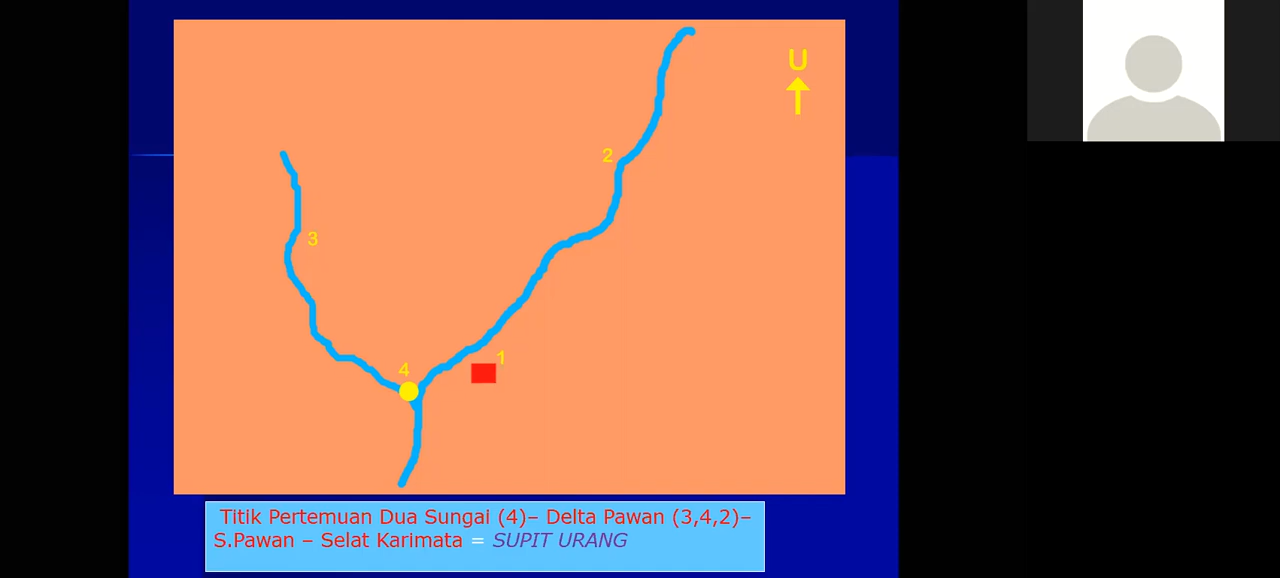 U
2
3
1
4
Titik Pertemuan Dua Sungai (4)– Delta Pawan (3,4,2)–
S.Pawan – Selat Karimata = SUPIT URANG